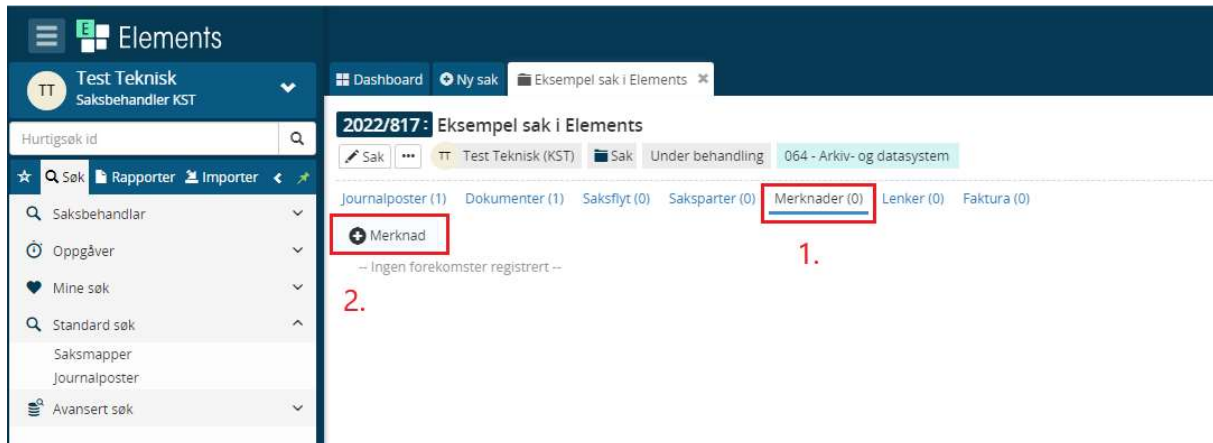 E Elements
TT Test Teknisk
Saksbehandler KST
Hurtigsøk id
Søk Rapporter Importer
Saksbehandlar
Oppgåver
Mine søk
Standard søk
Saksmapper
Journalposter
Avansert søk
Dashboard Ny sak Eksempel sak i Elements
2022/817: Eksempel sak i Elements
Sak ••• TT Test Teknisk (KST) Sak Under behandling 064 - Arkiv- og datasystem
Journalposter (1) Dokumenter (1) Saksflyt (0) Saksparter (0) Merknader (0) Lenker (0) Faktura (0)
Merknad
1.
-- Ingen forekomster registrert --
2.